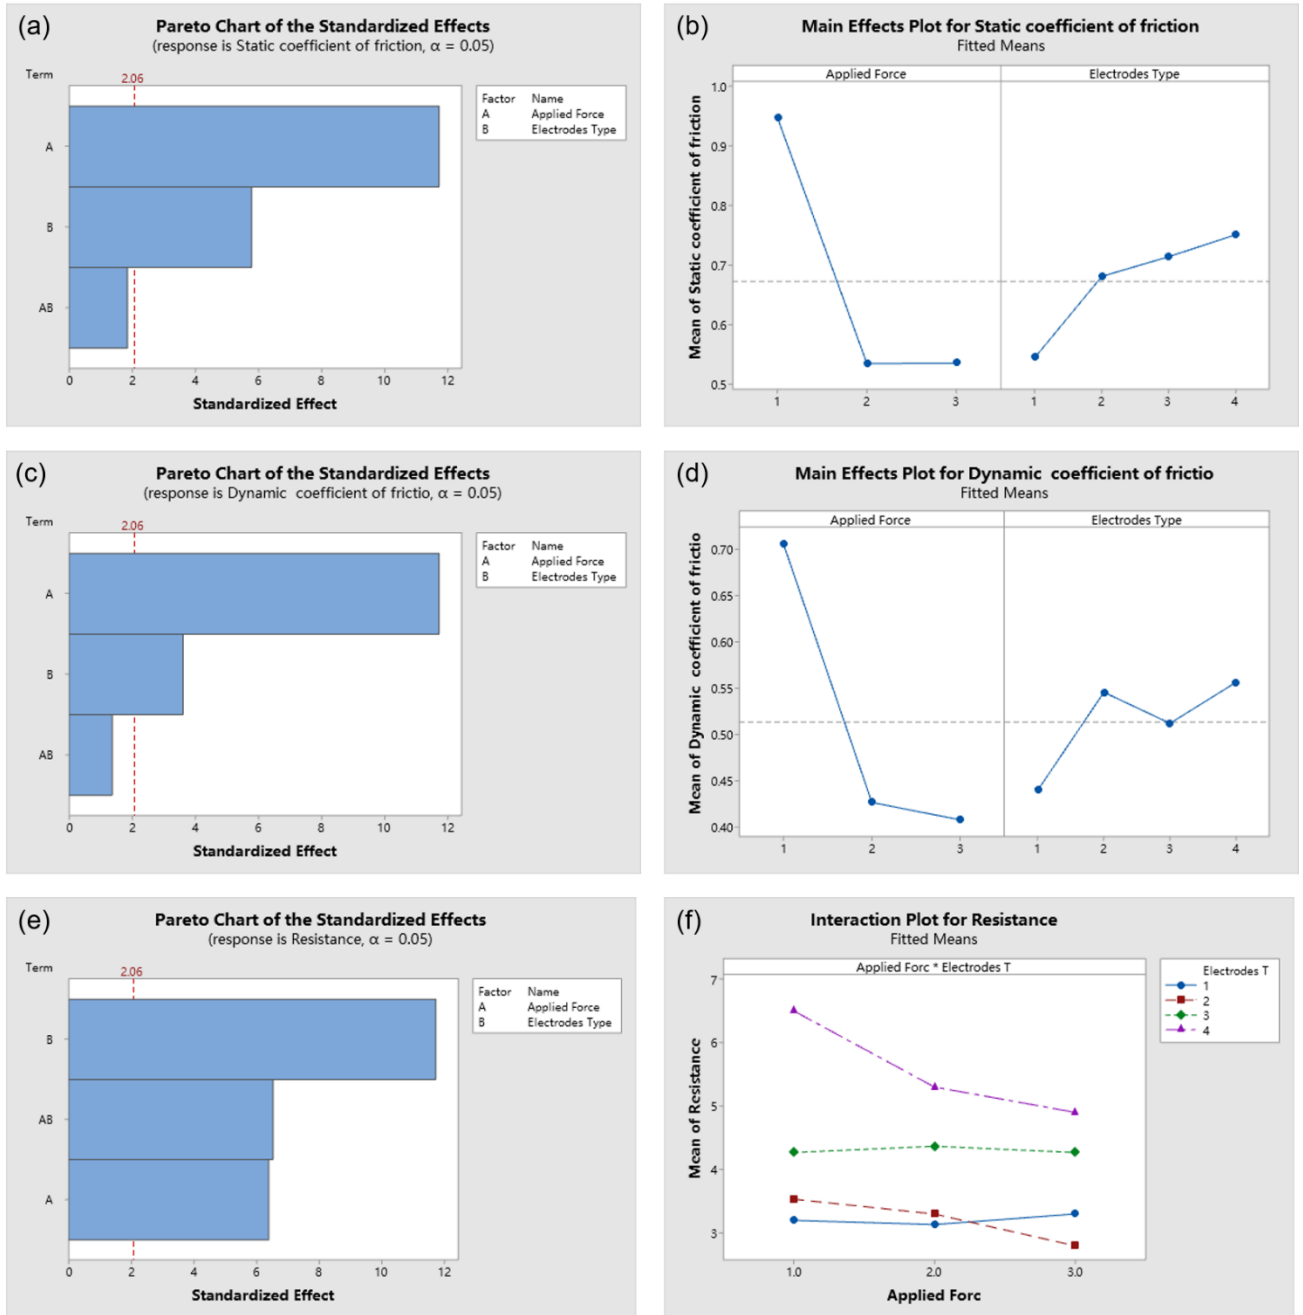 (a)
Pareto Chart of the Standardized Effects
(response is Static coefficient of friction, α = 0.05)
Term
2.06
A
B
AB
0 2 4 6 8 10 12
Standardized Effect
Factor Name
A Applied Force
B Electrodes Type
(b)
Main Effects Plot for Static coefficient of friction
Fitted Means
Applied Force Electrodes Type
Mean of Static coefficient of friction
1.0
0.9
0.8
0.7
0.6
0.5
1 2 3 1 2 3 4
(c)
Pareto Chart of the Standardized Effects
(response is Dynamic coefficient of frictio, α = 0.05)
Term
2.06
A
B
AB
0 2 4 6 8 10 12
Standardized Effect
Factor Name
A Applied Force
B Electrodes Type
(d)
Main Effects Plot for Dynamic coefficient of frictio
Fitted Means
Applied Force Electrodes Type
Mean of Dynamic coefficient of frictio
0.70
0.65
0.60
0.55
0.50
0.45
0.40
1 2 3 1 2 3 4
(e)
Pareto Chart of the Standardized Effects
(response is Resistance, α = 0.05)
Term
2.06
B
AB
A
0 2 4 6 8 10 12
Standardized Effect
Factor Name
A Applied Force
B Electrodes Type
(f)
Interaction Plot for Resistance
Fitted Means
Applied Forc * Electrodes T
Mean of Resistance
7
6
5
4
3
1.0 2.0 3.0
Applied Forc
Electrodes T
1
2
3
4